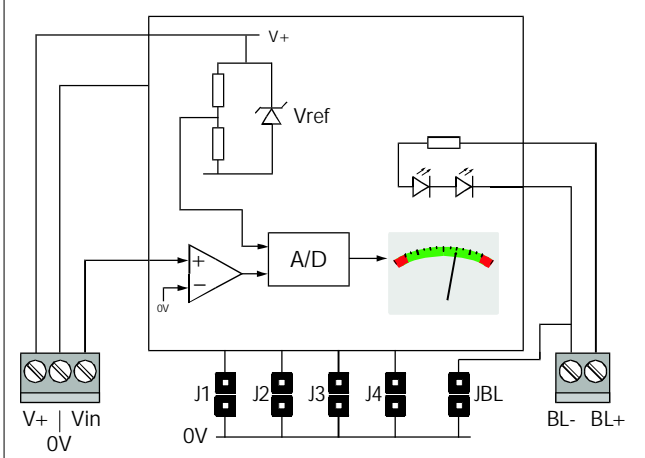 V+
Vref
A/D
+
−
0V
J1 J2 J3 J4 JBL
0V
V+ | Vin
0V
BL- BL+